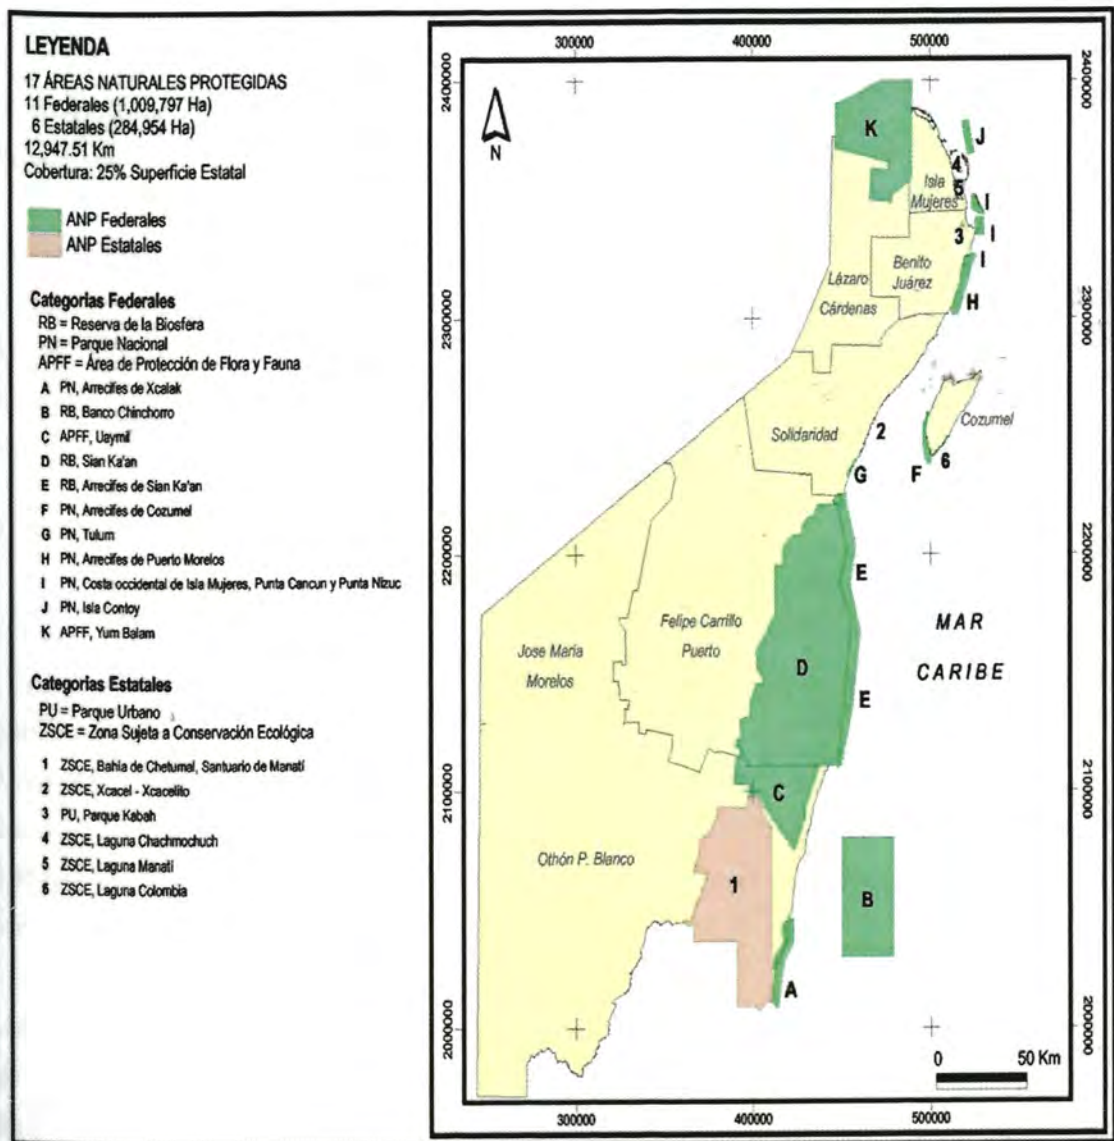 LEYENDA
17 ÁREAS NATURALES PROTEGIDAS
11 Federales (1,009,797 Ha)
6 Estatales (284,954 Ha)
12,947.51 Km
Cobertura: 25% Superficie Estatal
ANP Federales
ANP Estatales
Categorías Federales
RB = Reserva de la Biosfera
PN = Parque Nacional
APFF = Área de Protección de Flora y Fauna
A PN, Arrecifes de Xcalak
B RB, Banco Chinchorro
C APFF, Uaymil
D RB, Sian Ka'an
E RB, Arrecifes de Sian Ka'an
F PN, Arrecifes de Cozumel
G PN, Tulum
H PN, Arrecifes de Puerto Morelos
I PN, Costa occidental de Isla Mujeres, Punta Cancun y Punta Nizuc
J PN, Isla Contoy
K APFF, Yum Balam
Categorías Estatales
PU = Parque Urbano
ZSCE = Zona Sujeta a Conservación Ecológica
1 ZSCE, Bahía de Chetumal, Santuario de Manatí
2 ZSCE, Xcacel - Xcacelito
3 PU, Parque Kabah
4 ZSCE, Laguna Chachmochuch
5 ZSCE, Laguna Manatí
6 ZSCE, Laguna Colombia
300000 400000 500000
2400000 2400000
N
K
J
4
Isla
5
Mujeres
I
3
I
Benito
I
Juárez
Lázaro
Cárdenas
H
2300000 2300000
Cozumel
Solidaridad
2
G
F
6
2200000 2200000
E
Felipe Carrillo
Puerto
MAR
CARIBE
Jose María
Morelos
D
E
2100000 2100000
C
Othón P. Blanco
1
B
A
2000000 2000000
0 50 Km
300000 400000 500000